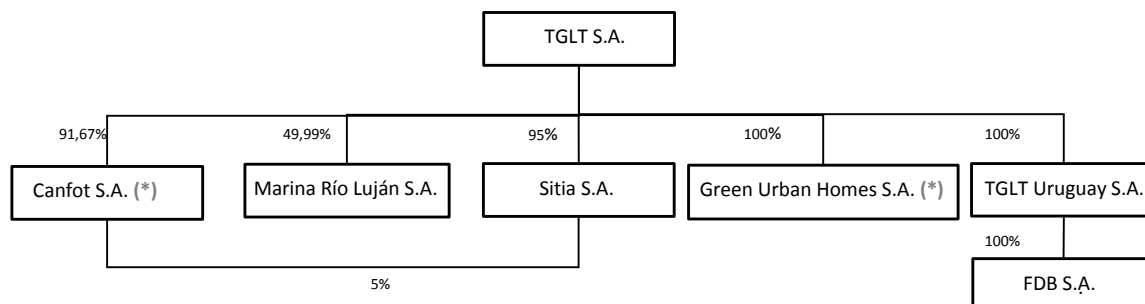 TGLT S.A.
91,67%
49,99%
95%
100%
100%
Canfot S.A. (*)
Marina Río Luján S.A.
Sitia S.A.
Green Urban Homes S.A. (*)
TGLT Uruguay S.A.
100%
5%
FDB S.A.